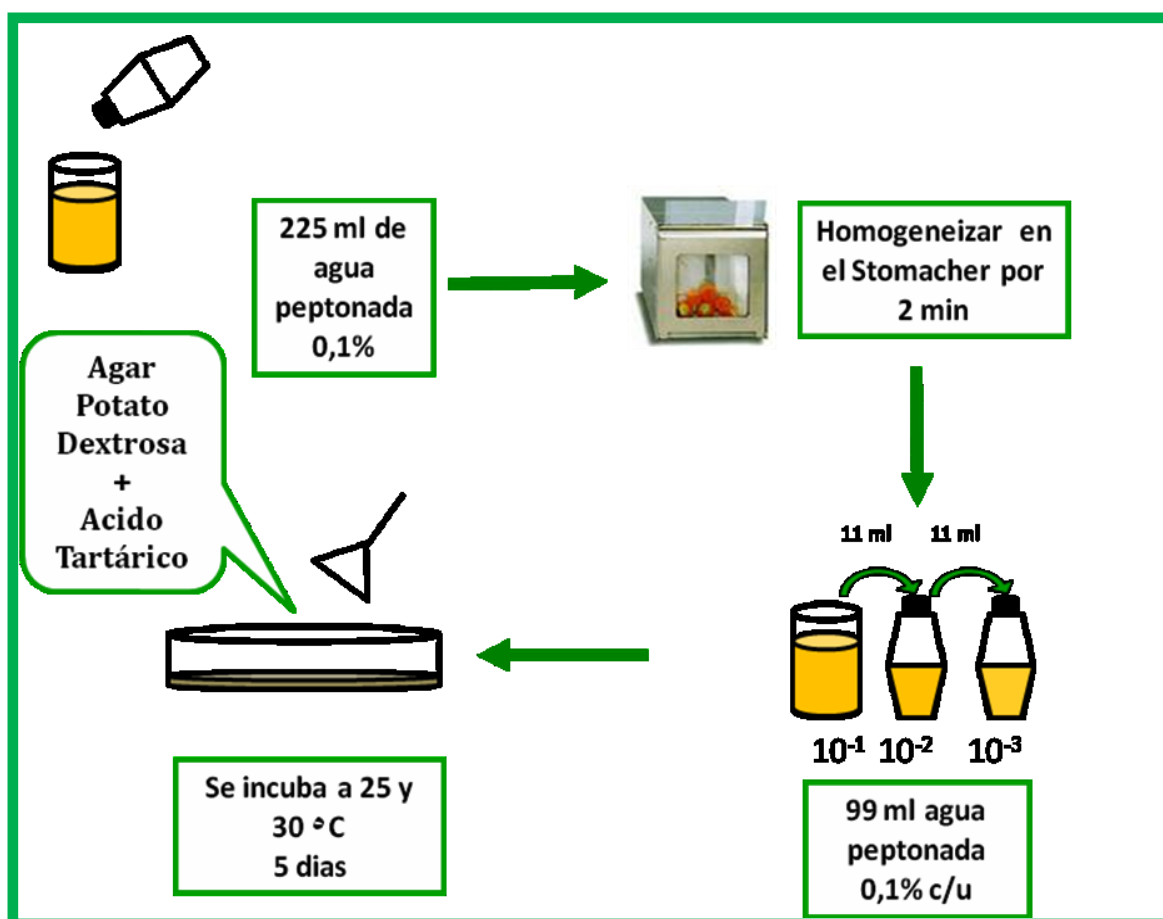 225 ml de
agua
peptonada
0,1%
Homogeneizar en
el Stomacher por
2 min
Agar
Potato
Dextrosa
+
Acido
Tartárico
11 ml 11 ml
10⁻¹ 10⁻² 10⁻³
Se incuba a 25 y
30 °C
5 dias
99 ml agua
peptonada
0,1% c/u